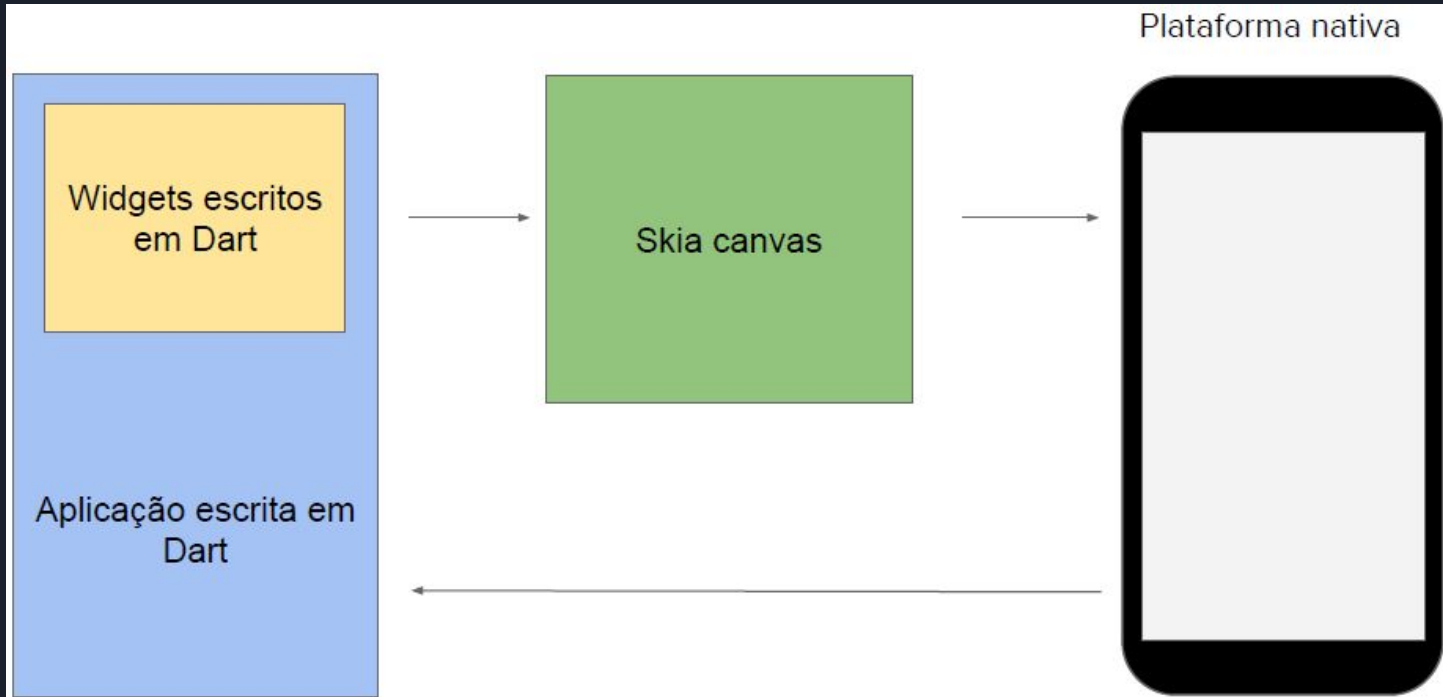 Plataforma nativa
Widgets escritos
em Dart
Skia canvas
Aplicação escrita em
Dart